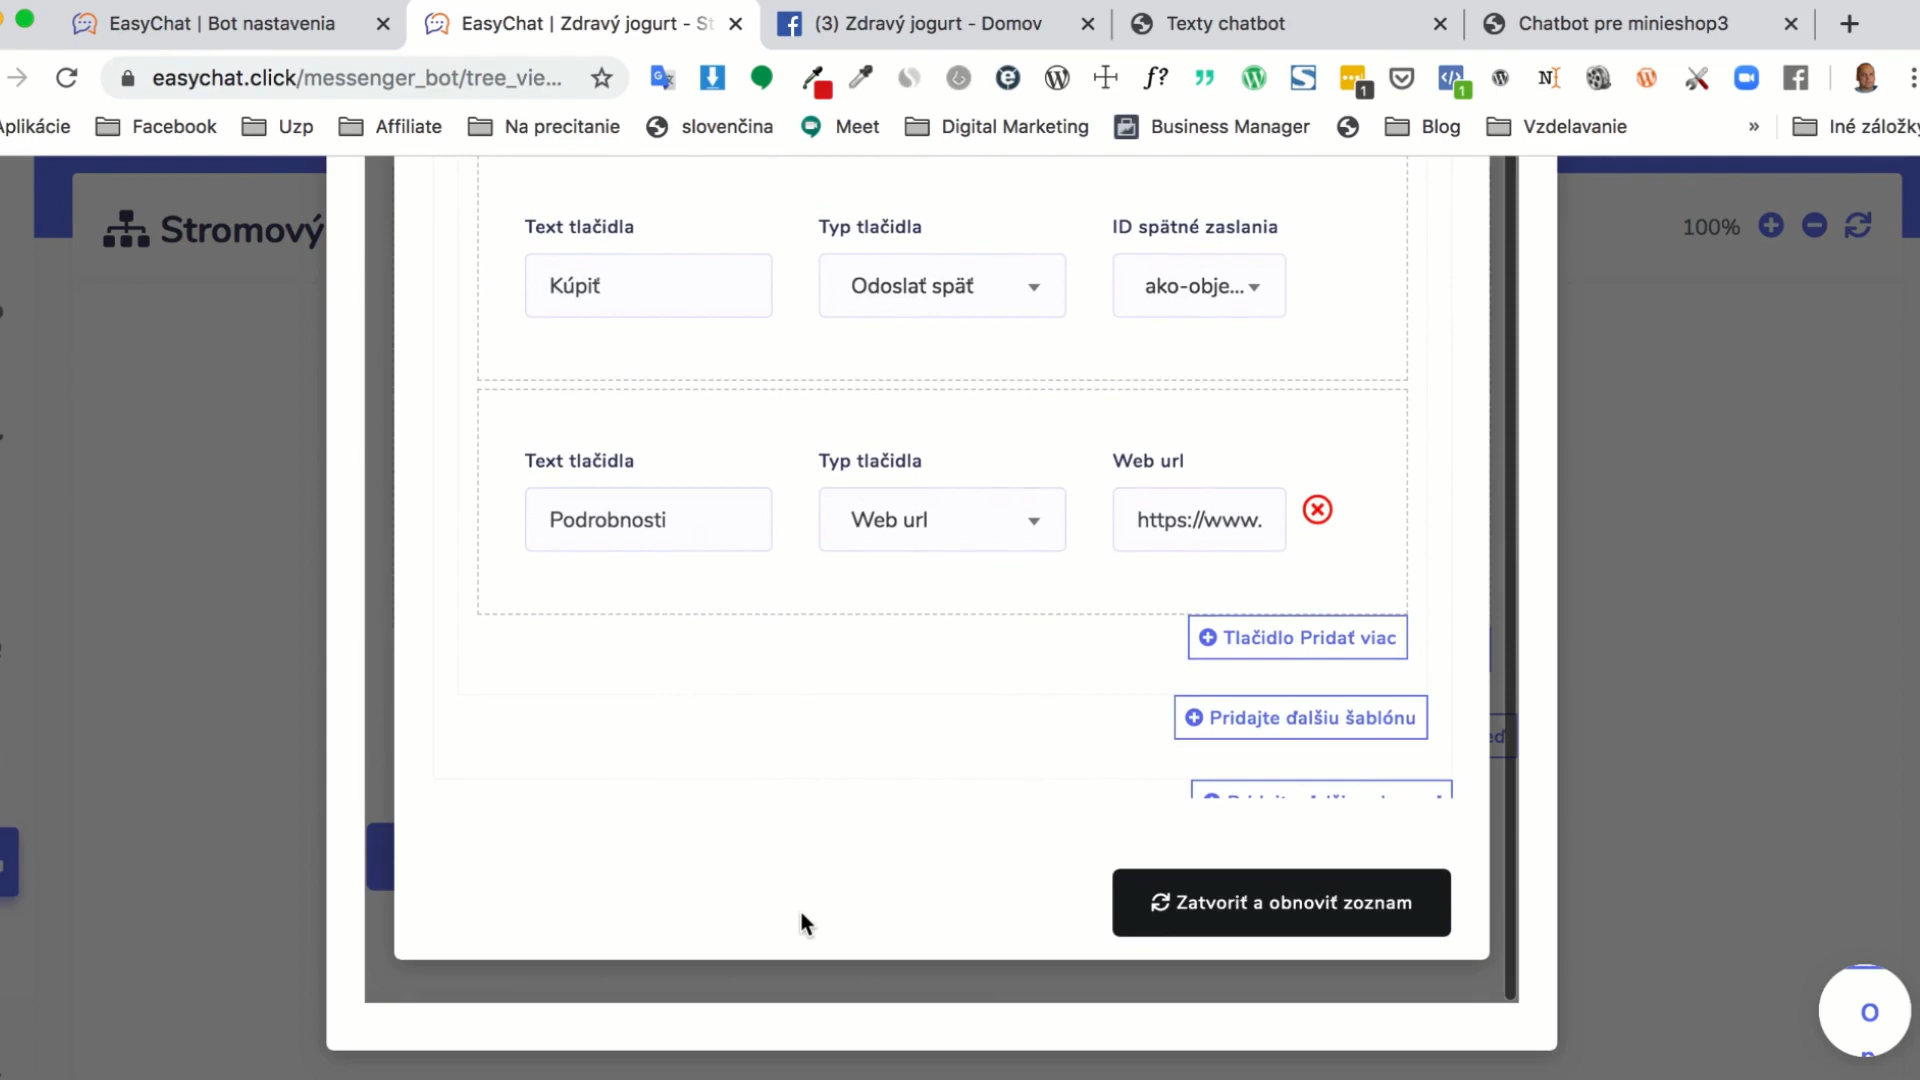 EasyChat | Bot nastavenia
EasyChat | Zdravý jogurt - St
(3) Zdravý jogurt - Domov
Texty chatbot
Chatbot pre minieshop3
easychat.click/messenger_bot/tree_vie...
f?
1
1
plikácie
Facebook
Uzp
Affiliate
Na precitanie
slovenčina
Meet
Digital Marketing
Business Manager
Blog
Vzdelavanie
»
Iné záložky
Stromový
100%
Text tlačidla
Typ tlačidla
ID spätné zaslania
Kúpiť
Odoslať späť
ako-obje...
Text tlačidla
Typ tlačidla
Web url
Podrobnosti
Web url
https://www.
Tlačidlo Pridať viac
Pridajte ďalšiu šablónu
eď
Zatvoriť a obnoviť zoznam
O